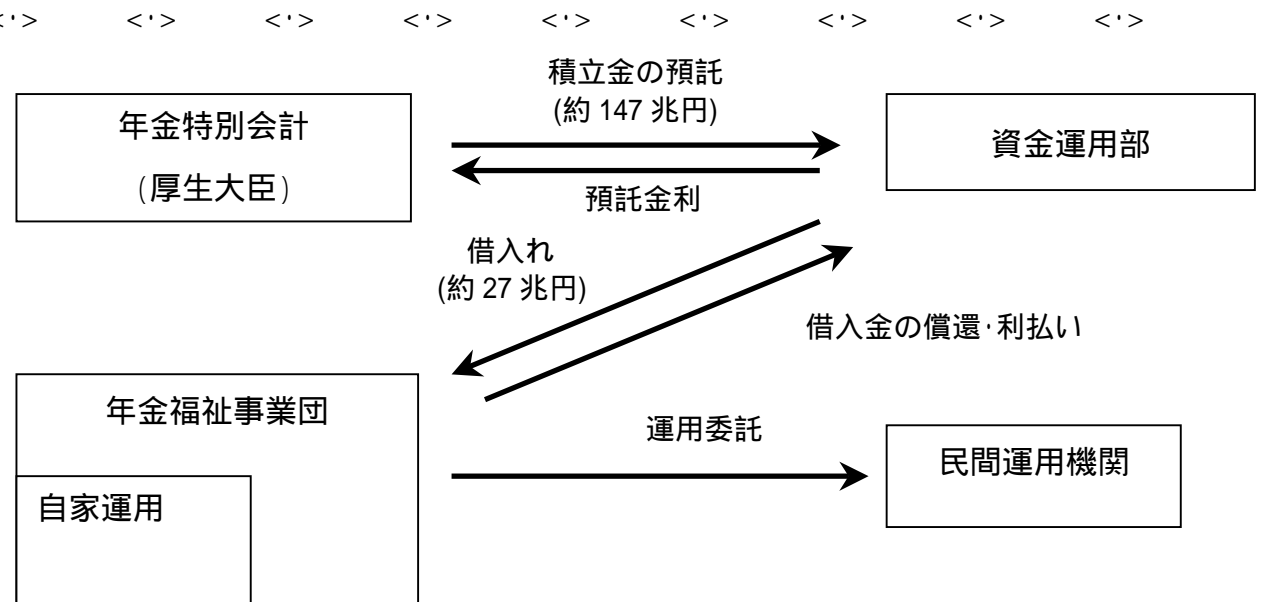 <·> <·> <·> <·> <·> <·> <·> <·> <·>
積立金の預託
(約 147 兆円)
年金特別会計
(厚生大臣)
資金運用部
預託金利
借入れ
(約 27 兆円)
借入金の償還·利払い
年金福祉事業団
運用委託
民間運用機関
自家運用